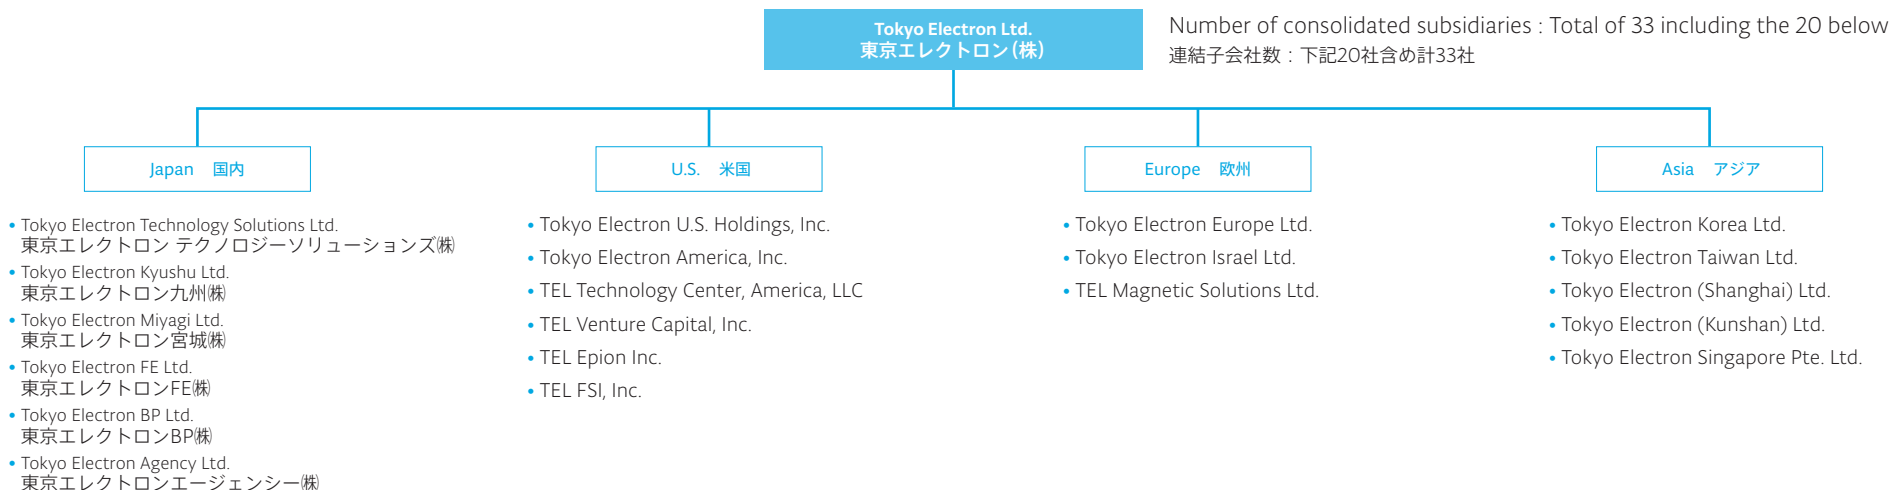 Tokyo Electron Ltd.
東京エレクトロン(株)
Number of consolidated subsidiaries : Total of 33 including the 20 below
連結子会社数：下記20社含め計33社
Japan 国内
• Tokyo Electron Technology Solutions Ltd.
東京エレクトロン テクノロジーソリューションズ㈱
• Tokyo Electron Kyushu Ltd.
東京エレクトロン九州㈱
• Tokyo Electron Miyagi Ltd.
東京エレクトロン宮城㈱
• Tokyo Electron FE Ltd.
東京エレクトロンFE㈱
• Tokyo Electron BP Ltd.
東京エレクトロンBP㈱
• Tokyo Electron Agency Ltd.
東京エレクトロンエージェンシー㈱
U.S. 米国
• Tokyo Electron U.S. Holdings, Inc.
• Tokyo Electron America, Inc.
• TEL Technology Center, America, LLC
• TEL Venture Capital, Inc.
• TEL Epion Inc.
• TEL FSI, Inc.
Europe 欧州
• Tokyo Electron Europe Ltd.
• Tokyo Electron Israel Ltd.
• TEL Magnetic Solutions Ltd.
Asia アジア
• Tokyo Electron Korea Ltd.
• Tokyo Electron Taiwan Ltd.
• Tokyo Electron (Shanghai) Ltd.
• Tokyo Electron (Kunshan) Ltd.
• Tokyo Electron Singapore Pte. Ltd.